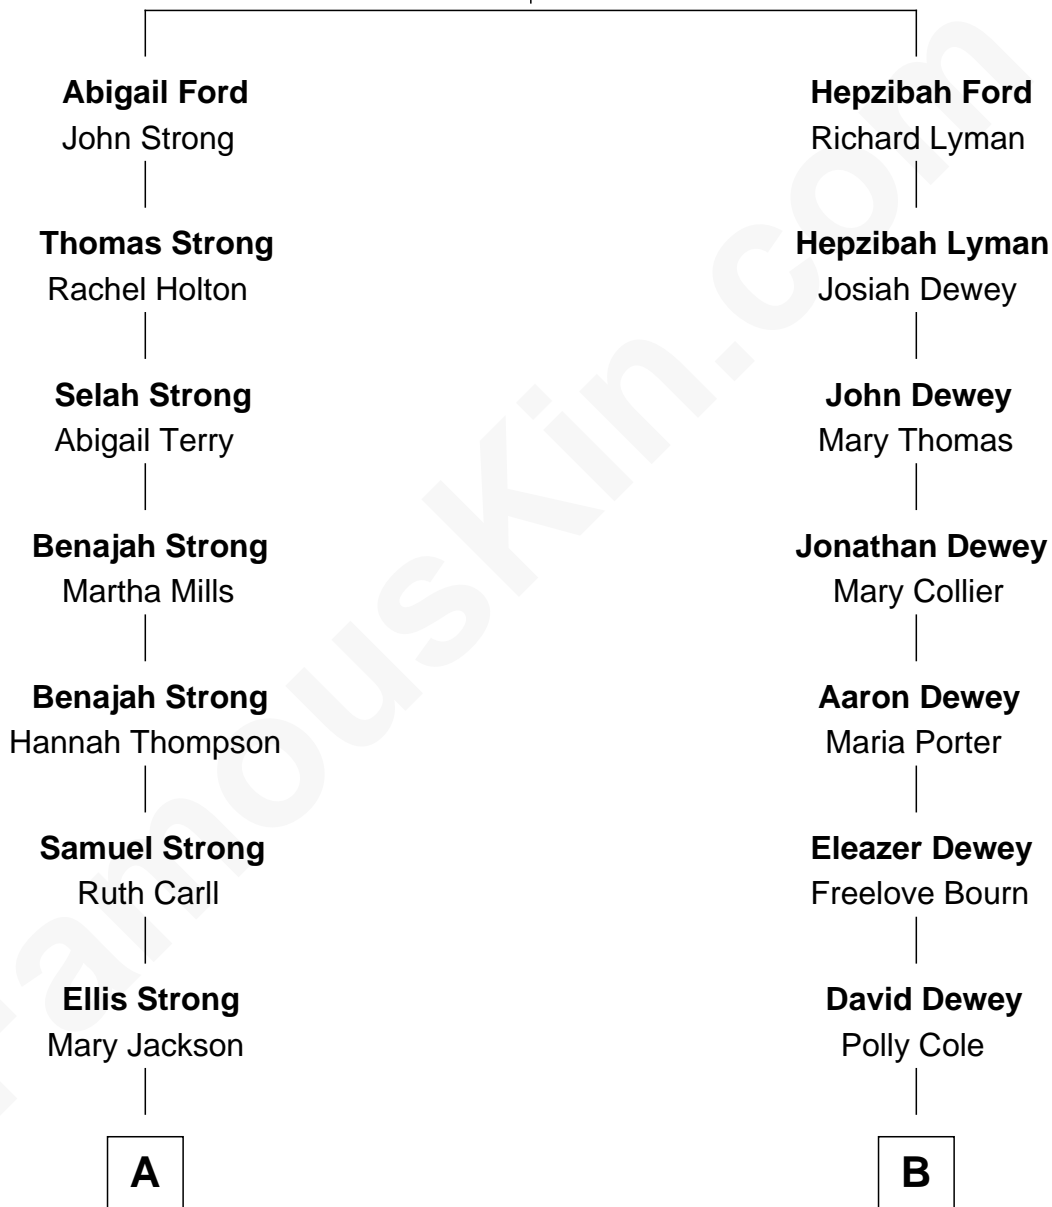 Abigail Ford
John Strong
Thomas Strong
Rachel Holton
Selah Strong
Abigail Terry
Benajah Strong
Martha Mills
Benajah Strong
Hannah Thompson
Samuel Strong
Ruth Carll
Ellis Strong
Mary Jackson
A
Hepzibah Ford
Richard Lyman
Hepzibah Lyman
Josiah Dewey
John Dewey
Mary Thomas
Jonathan Dewey
Mary Collier
Aaron Dewey
Maria Porter
Eleazer Dewey
Freelove Bourn
David Dewey
Polly Cole
B
FamousKin.com